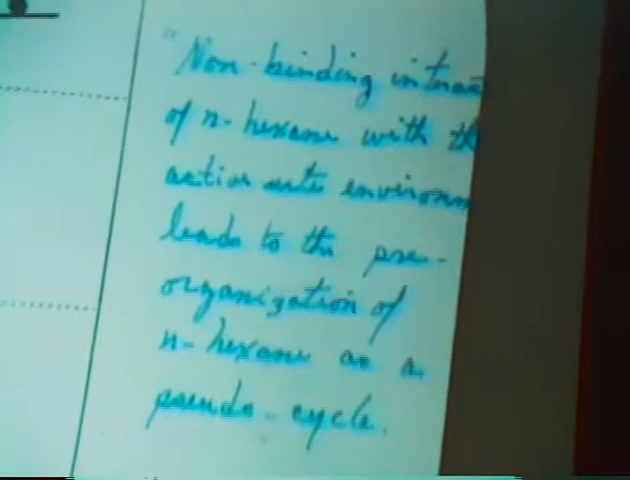 "Non-binding interac
of n-hexane with th
active site environm
leads to the pre-
organization of
n-hexane as a
pseudo-cycle.